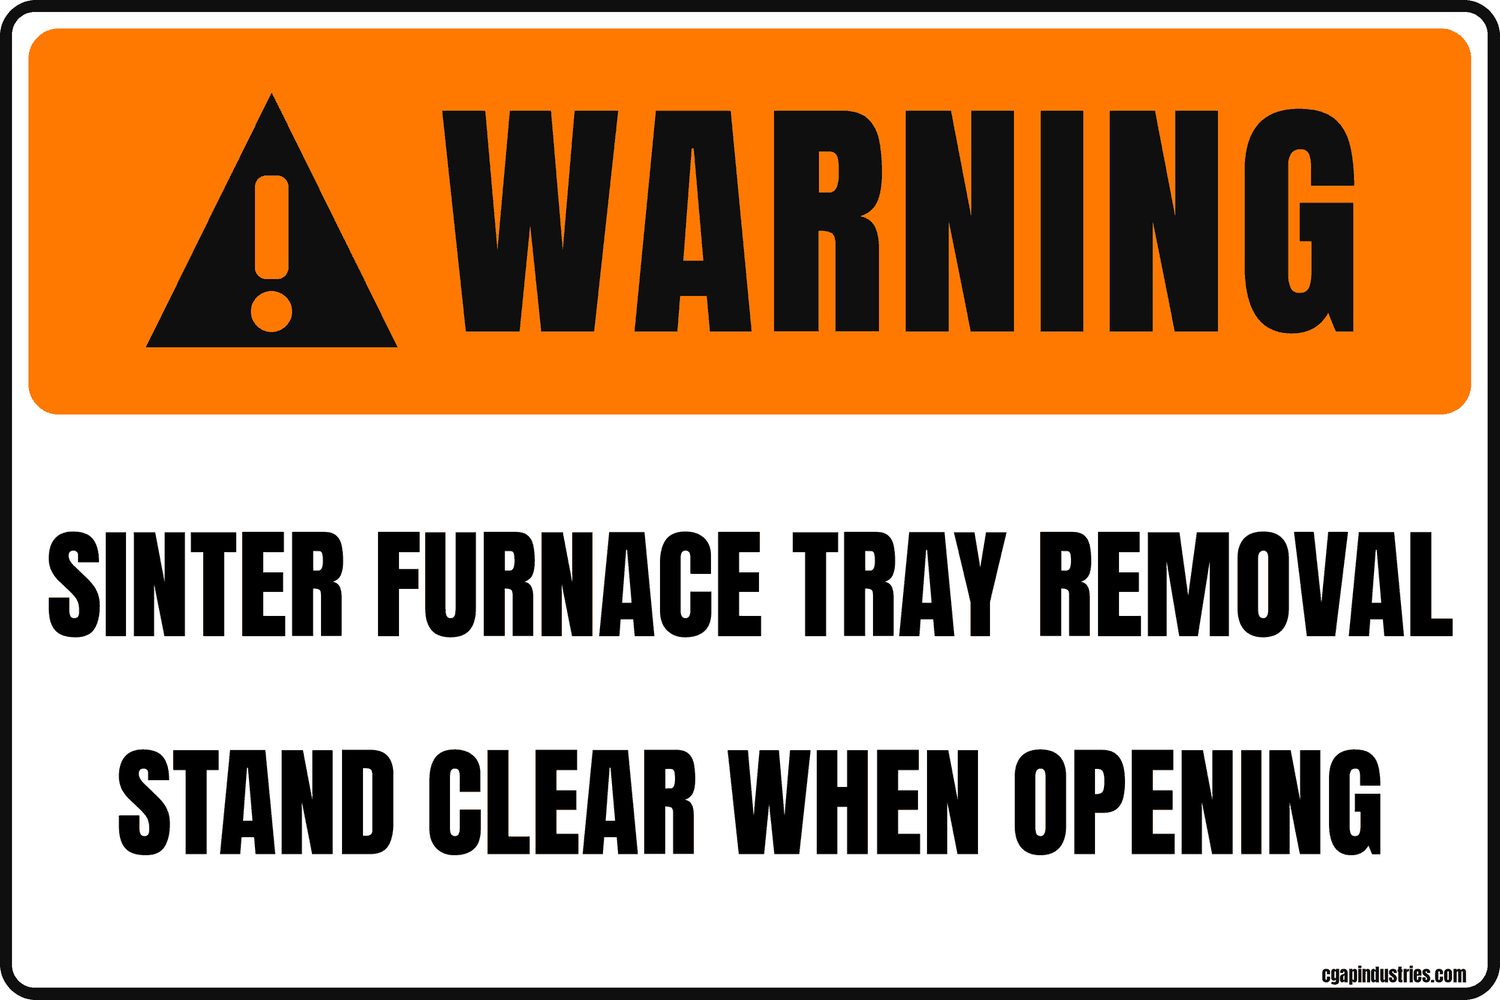 WARNING
SINTER FURNACE TRAY REMOVAL
STAND CLEAR WHEN OPENING
cgapindustries.com